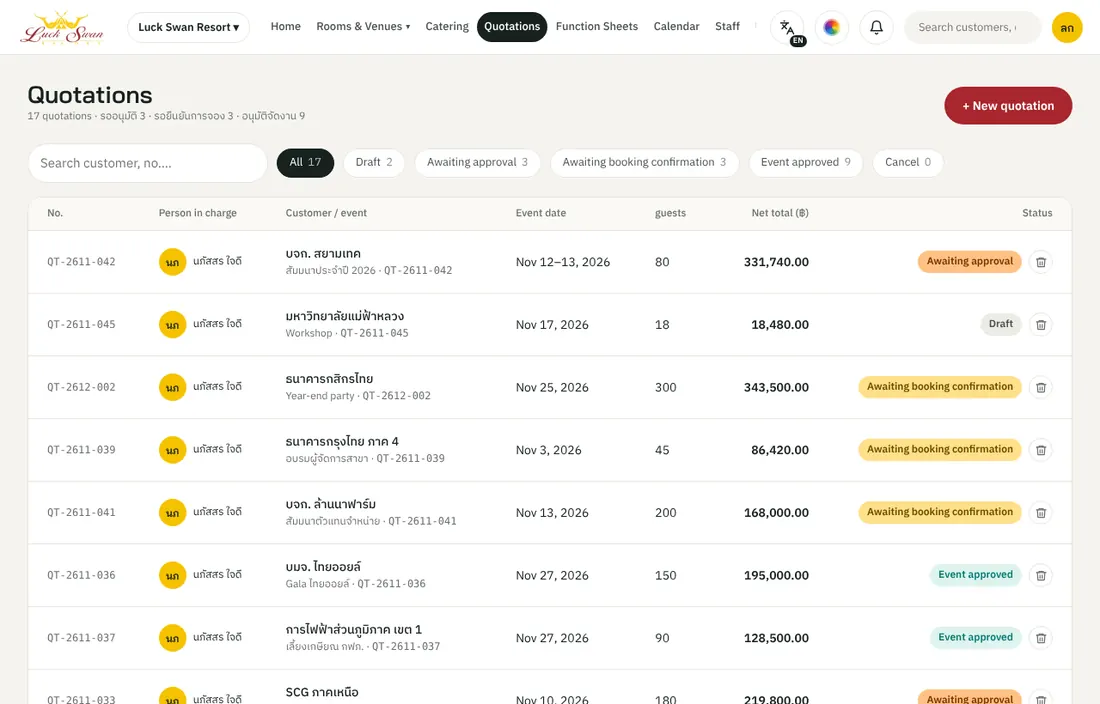 Luck Swan
Luck Swan Resort ▾
Home
Rooms & Venues ▾
Catering
Quotations
Function Sheets
Calendar
Staff
EN
Search customers, (
ลก
Quotations
17 quotations · รออนุมัติ 3 · รอยืนยันการจอง 3 · อนุมัติจัดงาน 9
+ New quotation
Search customer, no....
All 17
Draft 2
Awaiting approval 3
Awaiting booking confirmation 3
Event approved 9
Cancel 0
No.
Person in charge
Customer / event
Event date
guests
Net total (฿)
Status
QT-2611-042
นภ
นภัสสร ใจดี
บจก. สยามเทค
สัมมนาประจำปี 2026 · QT-2611-042
Nov 12–13, 2026
80
331,740.00
Awaiting approval
QT-2611-045
นภ
นภัสสร ใจดี
มหาวิทยาลัยแม่ฟ้าหลวง
Workshop · QT-2611-045
Nov 17, 2026
18
18,480.00
Draft
QT-2612-002
นภ
นภัสสร ใจดี
ธนาคารกสิกรไทย
Year-end party · QT-2612-002
Nov 25, 2026
300
343,500.00
Awaiting booking confirmation
QT-2611-039
นภ
นภัสสร ใจดี
ธนาคารกรุงไทย ภาค 4
อบรมผู้จัดการสาขา · QT-2611-039
Nov 3, 2026
45
86,420.00
Awaiting booking confirmation
QT-2611-041
นภ
นภัสสร ใจดี
บจก. ล้านนาฟาร์ม
สัมมนาตัวแทนจำหน่าย · QT-2611-041
Nov 13, 2026
200
168,000.00
Awaiting booking confirmation
QT-2611-036
นภ
นภัสสร ใจดี
บมจ. ไทยออยล์
Gala ไทยออยล์ · QT-2611-036
Nov 27, 2026
150
195,000.00
Event approved
QT-2611-037
นภ
นภัสสร ใจดี
การไฟฟ้าส่วนภูมิภาค เขต 1
เลี้ยงเกษียณ กฟภ. · QT-2611-037
Nov 27, 2026
90
128,500.00
Event approved
QT-2611-033
นภ
นภัสสร ใจดี
SCG ภาคเหนือ
Nov 10, 2026
180
219,800.00
Awaiting approval